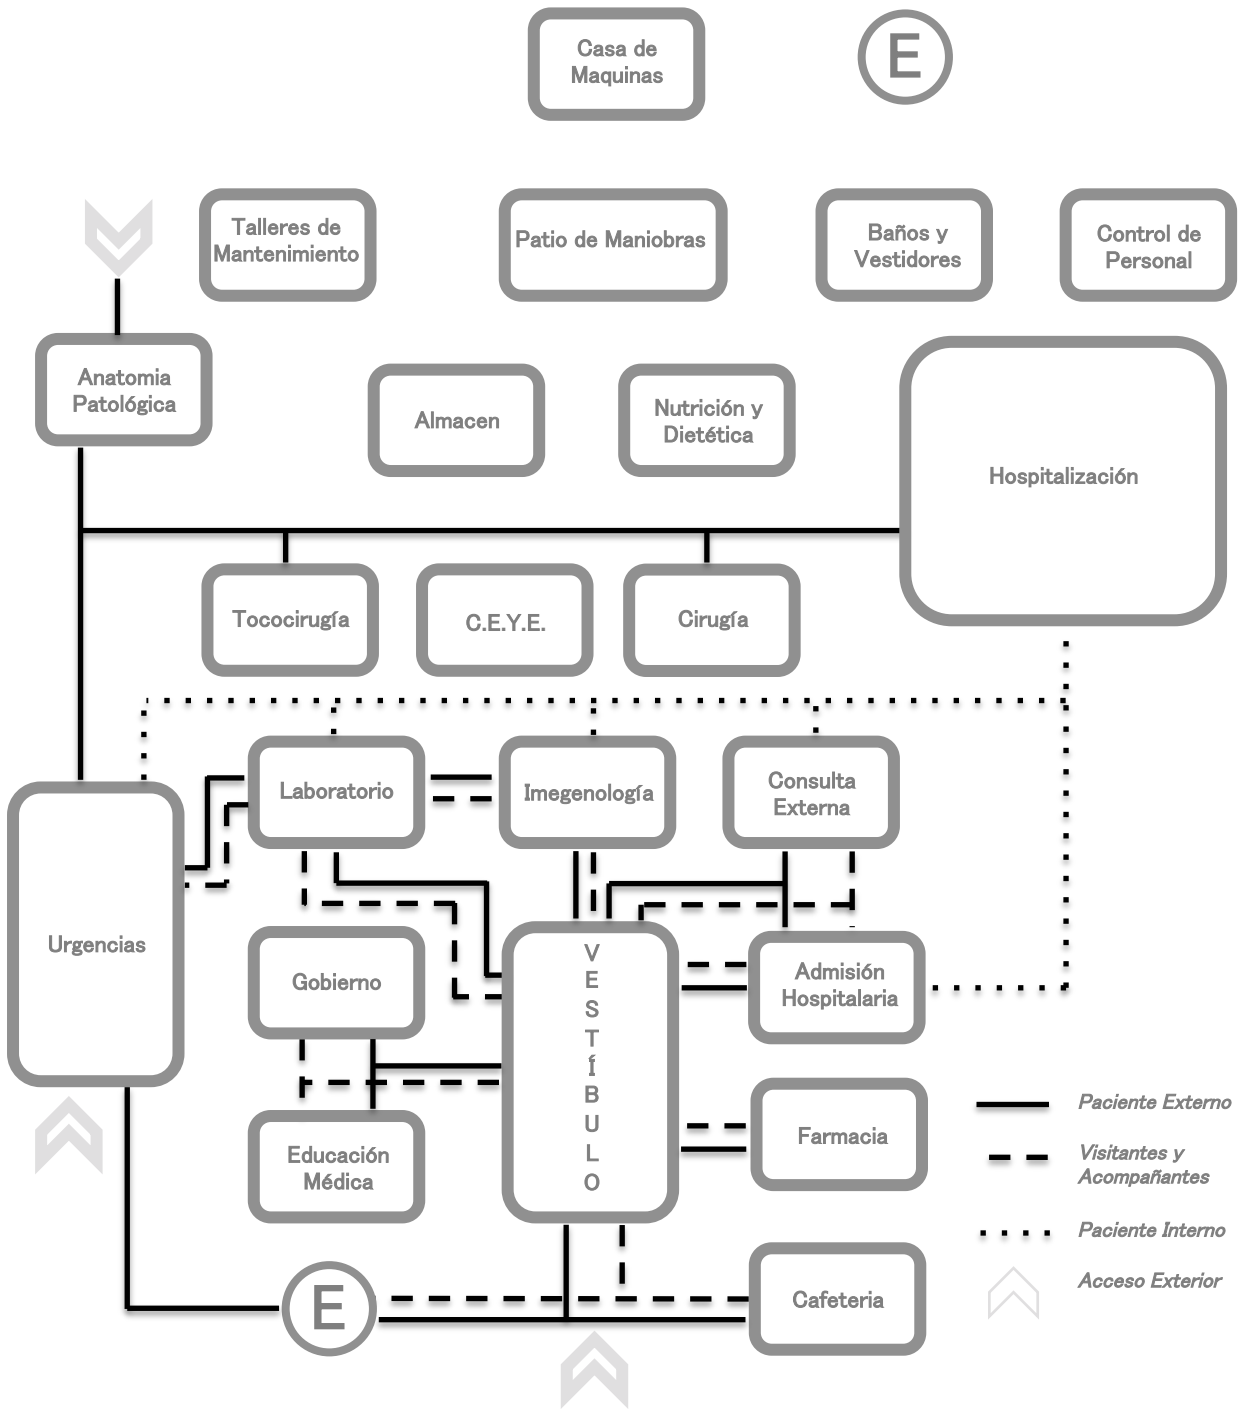 Casa de
Maquinas
E
Talleres de
Mantenimiento
Patio de Maniobras
Baños y
Vestidores
Control de
Personal
Anatomia
Patológica
Almacen
Nutrición y
Dietética
Hospitalización
Tococirugía
C.E.Y.E.
Cirugía
Laboratorio
Imegenología
Consulta
Externa
Urgencias
Gobierno
V
E
S
T
Í
B
U
L
O
Admisión
Hospitalaria
Educación
Médica
Farmacia
E
Cafeteria
Paciente Externo
Visitantes y
Acompañantes
Paciente Interno
Acceso Exterior